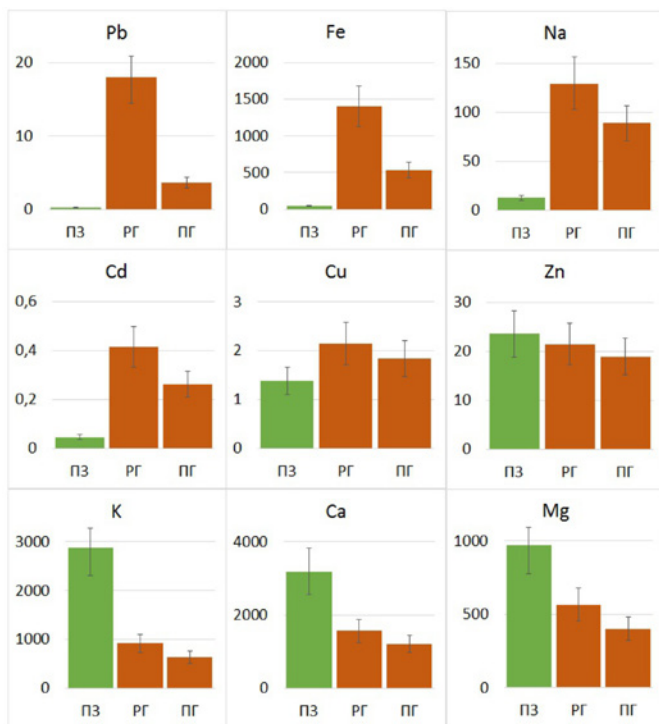 Pb
20
10
0
ПЗ РГ ПГ
Fe
2000
1500
1000
500
0
ПЗ РГ ПГ
Na
150
100
50
0
ПЗ РГ ПГ
Cd
0,6
0,4
0,2
0
ПЗ РГ ПГ
Cu
3
2
1
0
ПЗ РГ ПГ
Zn
30
20
10
0
ПЗ РГ ПГ
K
3000
2000
1000
0
ПЗ РГ ПГ
Ca
4000
2000
0
ПЗ РГ ПГ
Mg
1000
500
0
ПЗ РГ ПГ